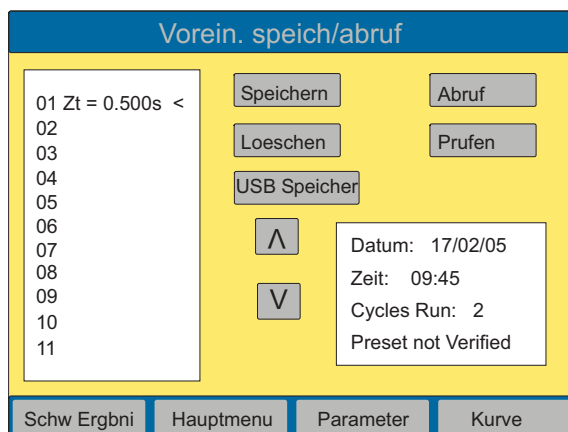 Vorein. speich/abruf
01 Zt = 0.500s <
02
03
04
05
06
07
08
09
10
11
Speichern
Abruf
Loeschen
Prufen
USB Speicher
Λ
V
Datum: 17/02/05
Zeit: 09:45
Cycles Run: 2
Preset not Verified
Schw Ergbni
Hauptmenu
Parameter
Kurve